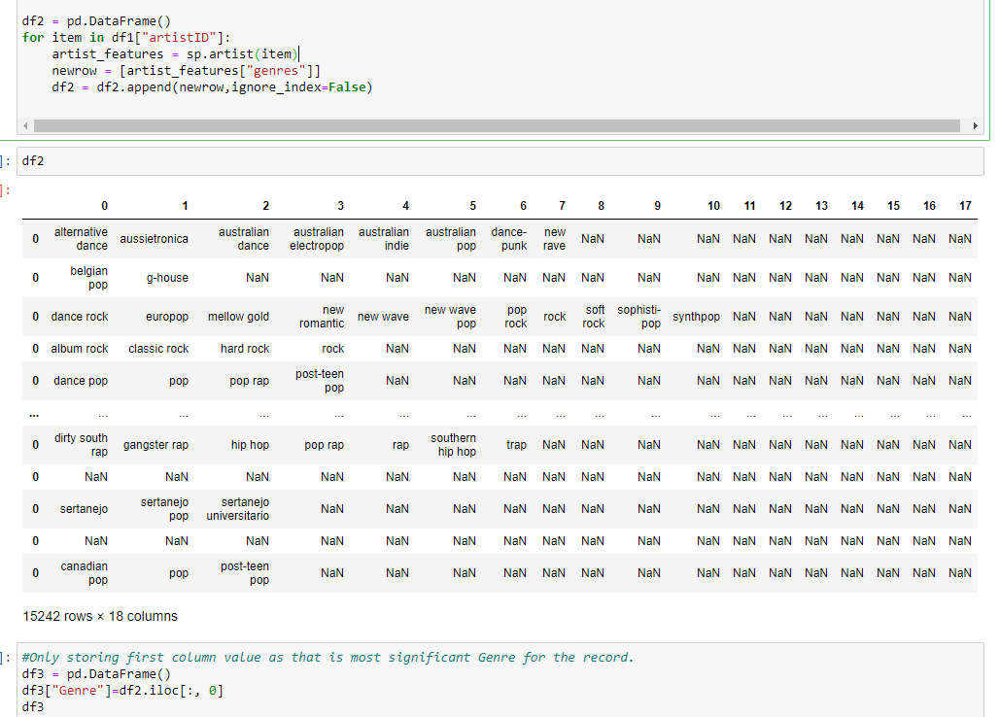 df2 = pd.DataFrame()
for item in df1["artistID"]:
    artist_features = sp.artist(item)
    newrow = [artist_features["genres"]]
    df2 = df2.append(newrow,ignore_index=False)
]: df2
]:
0 1 2 3 4 5 6 7 8 9 10 11 12 13 14 15 16 17
0 alternative dance aussietronica australian dance australian electropop australian indie australian pop dance-punk new rave NaN NaN NaN NaN NaN NaN NaN NaN NaN NaN
0 belgian pop g-house NaN NaN NaN NaN NaN NaN NaN NaN NaN NaN NaN NaN NaN NaN NaN NaN
0 dance rock europop mellow gold new romantic new wave new wave pop pop rock rock soft rock sophisti-pop synthpop NaN NaN NaN NaN NaN NaN NaN
0 album rock classic rock hard rock rock NaN NaN NaN NaN NaN NaN NaN NaN NaN NaN NaN NaN NaN NaN
0 dance pop pop pop rap post-teen pop NaN NaN NaN NaN NaN NaN NaN NaN NaN NaN NaN NaN NaN NaN
... ... ... ... ... ... ... ... ... ... ... ... ... ... ... ... ... ... ...
0 dirty south rap gangster rap hip hop pop rap rap southern hip hop trap NaN NaN NaN NaN NaN NaN NaN NaN NaN NaN NaN
0 NaN NaN NaN NaN NaN NaN NaN NaN NaN NaN NaN NaN NaN NaN NaN NaN NaN NaN
0 sertanejo sertanejo pop sertanejo universitario NaN NaN NaN NaN NaN NaN NaN NaN NaN NaN NaN NaN NaN NaN NaN
0 NaN NaN NaN NaN NaN NaN NaN NaN NaN NaN NaN NaN NaN NaN NaN NaN NaN NaN
0 canadian pop pop post-teen pop NaN NaN NaN NaN NaN NaN NaN NaN NaN NaN NaN NaN NaN NaN NaN
15242 rows × 18 columns
]: #Only storing first column value as that is most significant Genre for the record.
df3 = pd.DataFrame()
df3["Genre"]=df2.iloc[:, 0]
df3